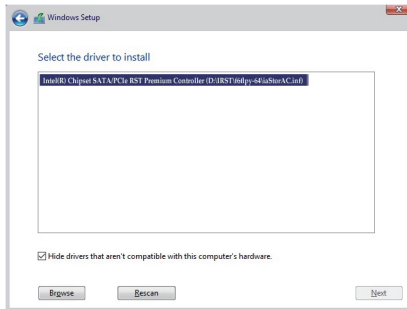 Windows Setup
Select the driver to install
Intel(R) Chipset SATA/PCIe RST Premium Controller (D:\IRST\f6flpy-64\iaStorAC.inf)
Hide drivers that aren't compatible with this computer's hardware.
Browse
Rescan
Next